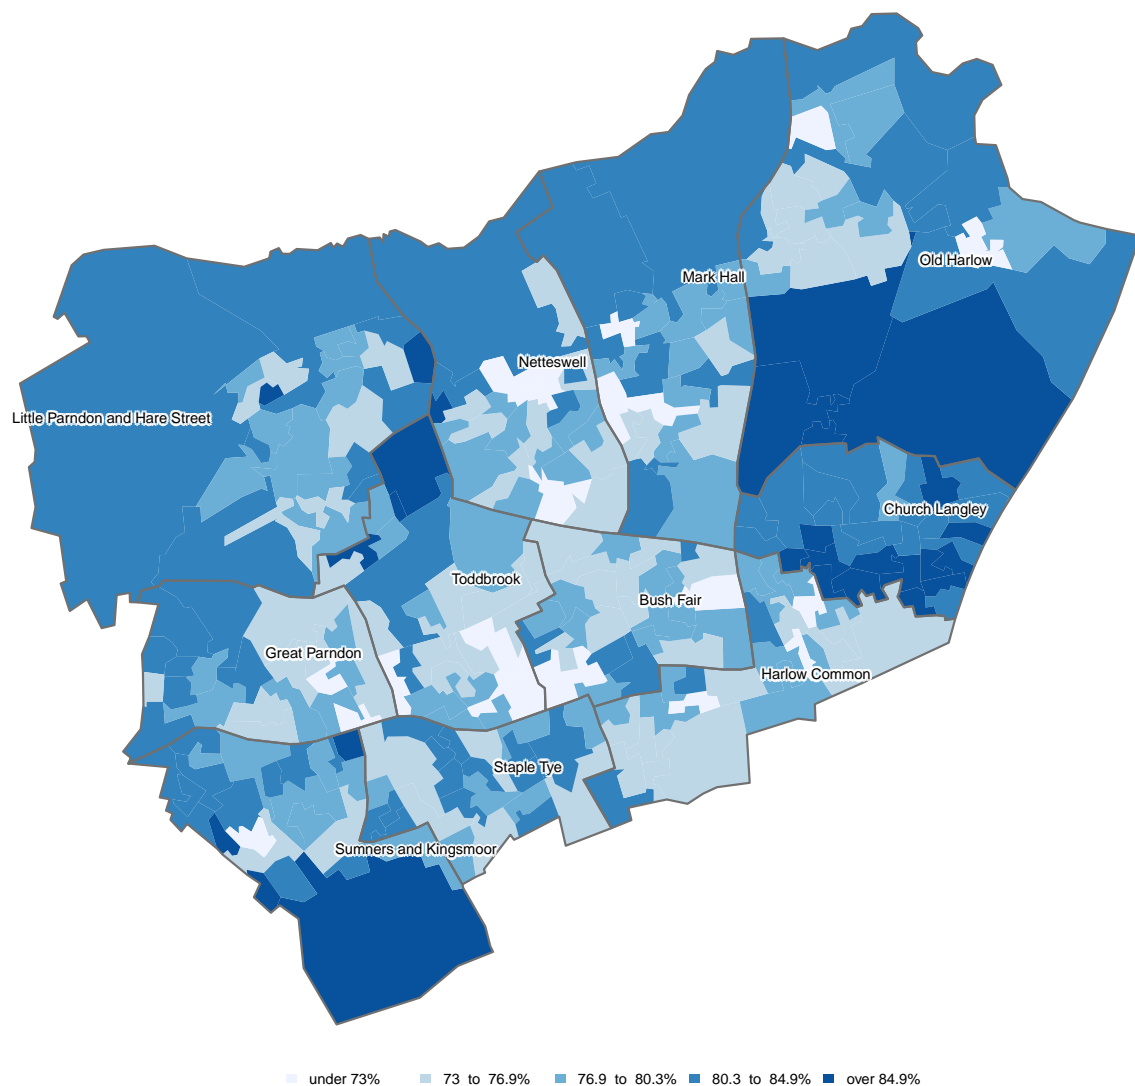 Old Harlow
Mark Hall
Netteswell
Little Parndon and Hare Street
Church Langley
Toddbrook
Bush Fair
Great Parndon
Harlow Common
Staple Tye
Sumners and Kingsmoor
under 73%
73 to 76.9%
76.9 to 80.3%
80.3 to 84.9%
over 84.9%